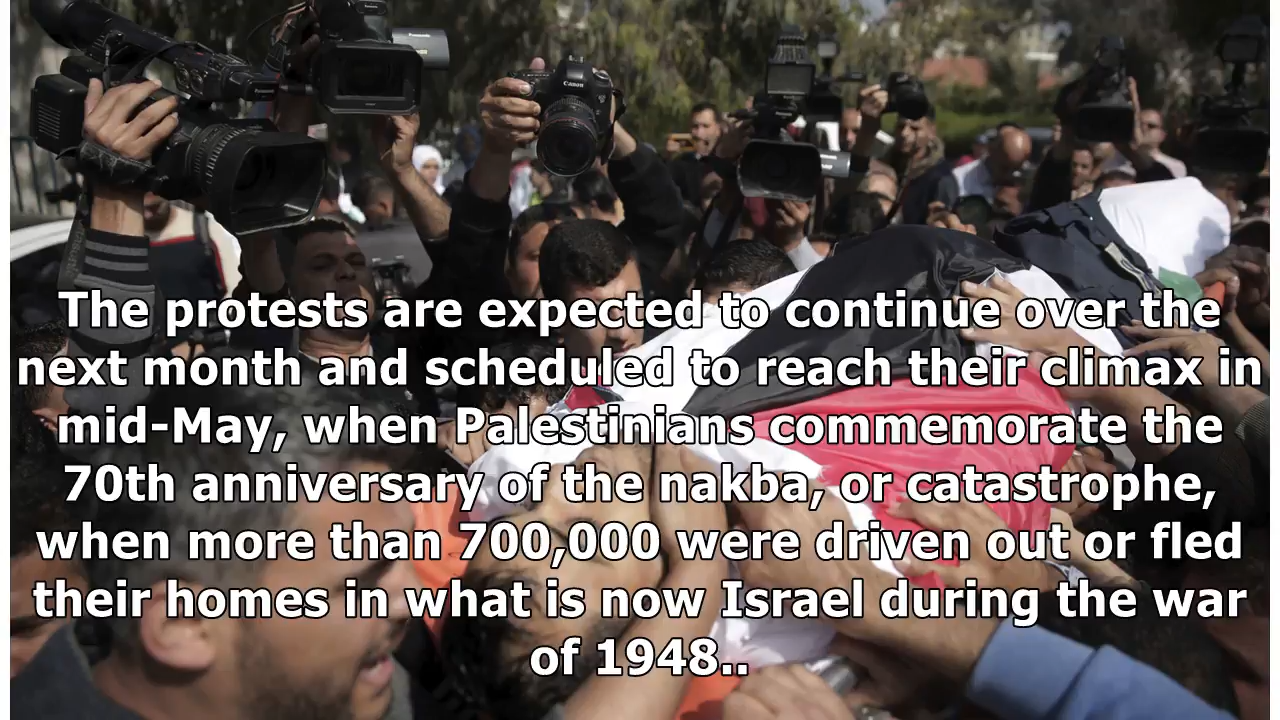 The protests are expected to continue over the
next month and scheduled to reach their climax in
mid-May, when Palestinians commemorate the
70th anniversary of the nakba, or catastrophe,
when more than 700,000 were driven out or fled
their homes in what is now Israel during the war
of 1948..
Panasonic
Canon